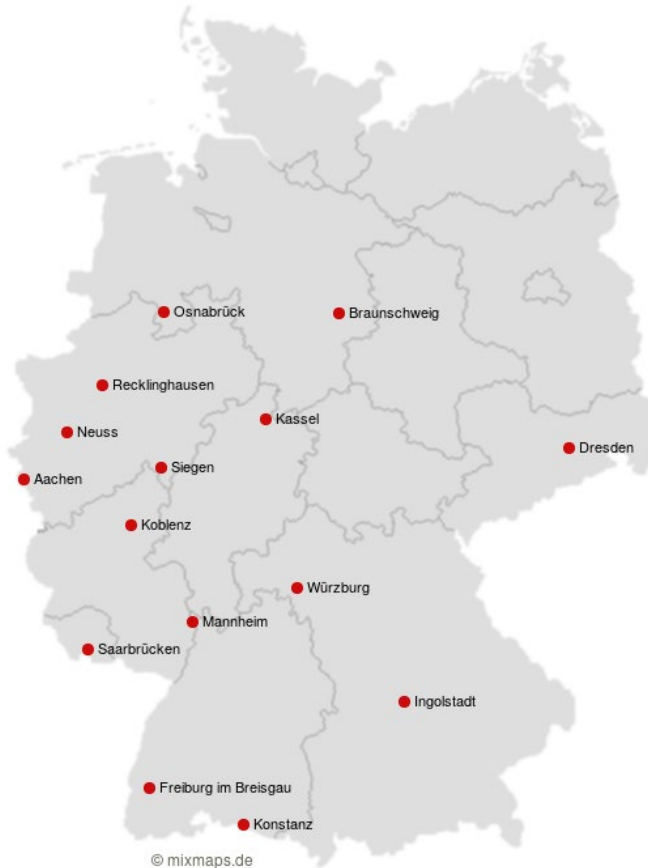 Osnabrück
Braunschweig
Recklinghausen
Kassel
Neuss
Dresden
Siegen
Aachen
Koblenz
Würzburg
Mannheim
Saarbrücken
Ingolstadt
Freiburg im Breisgau
Konstanz
© mixmaps.de